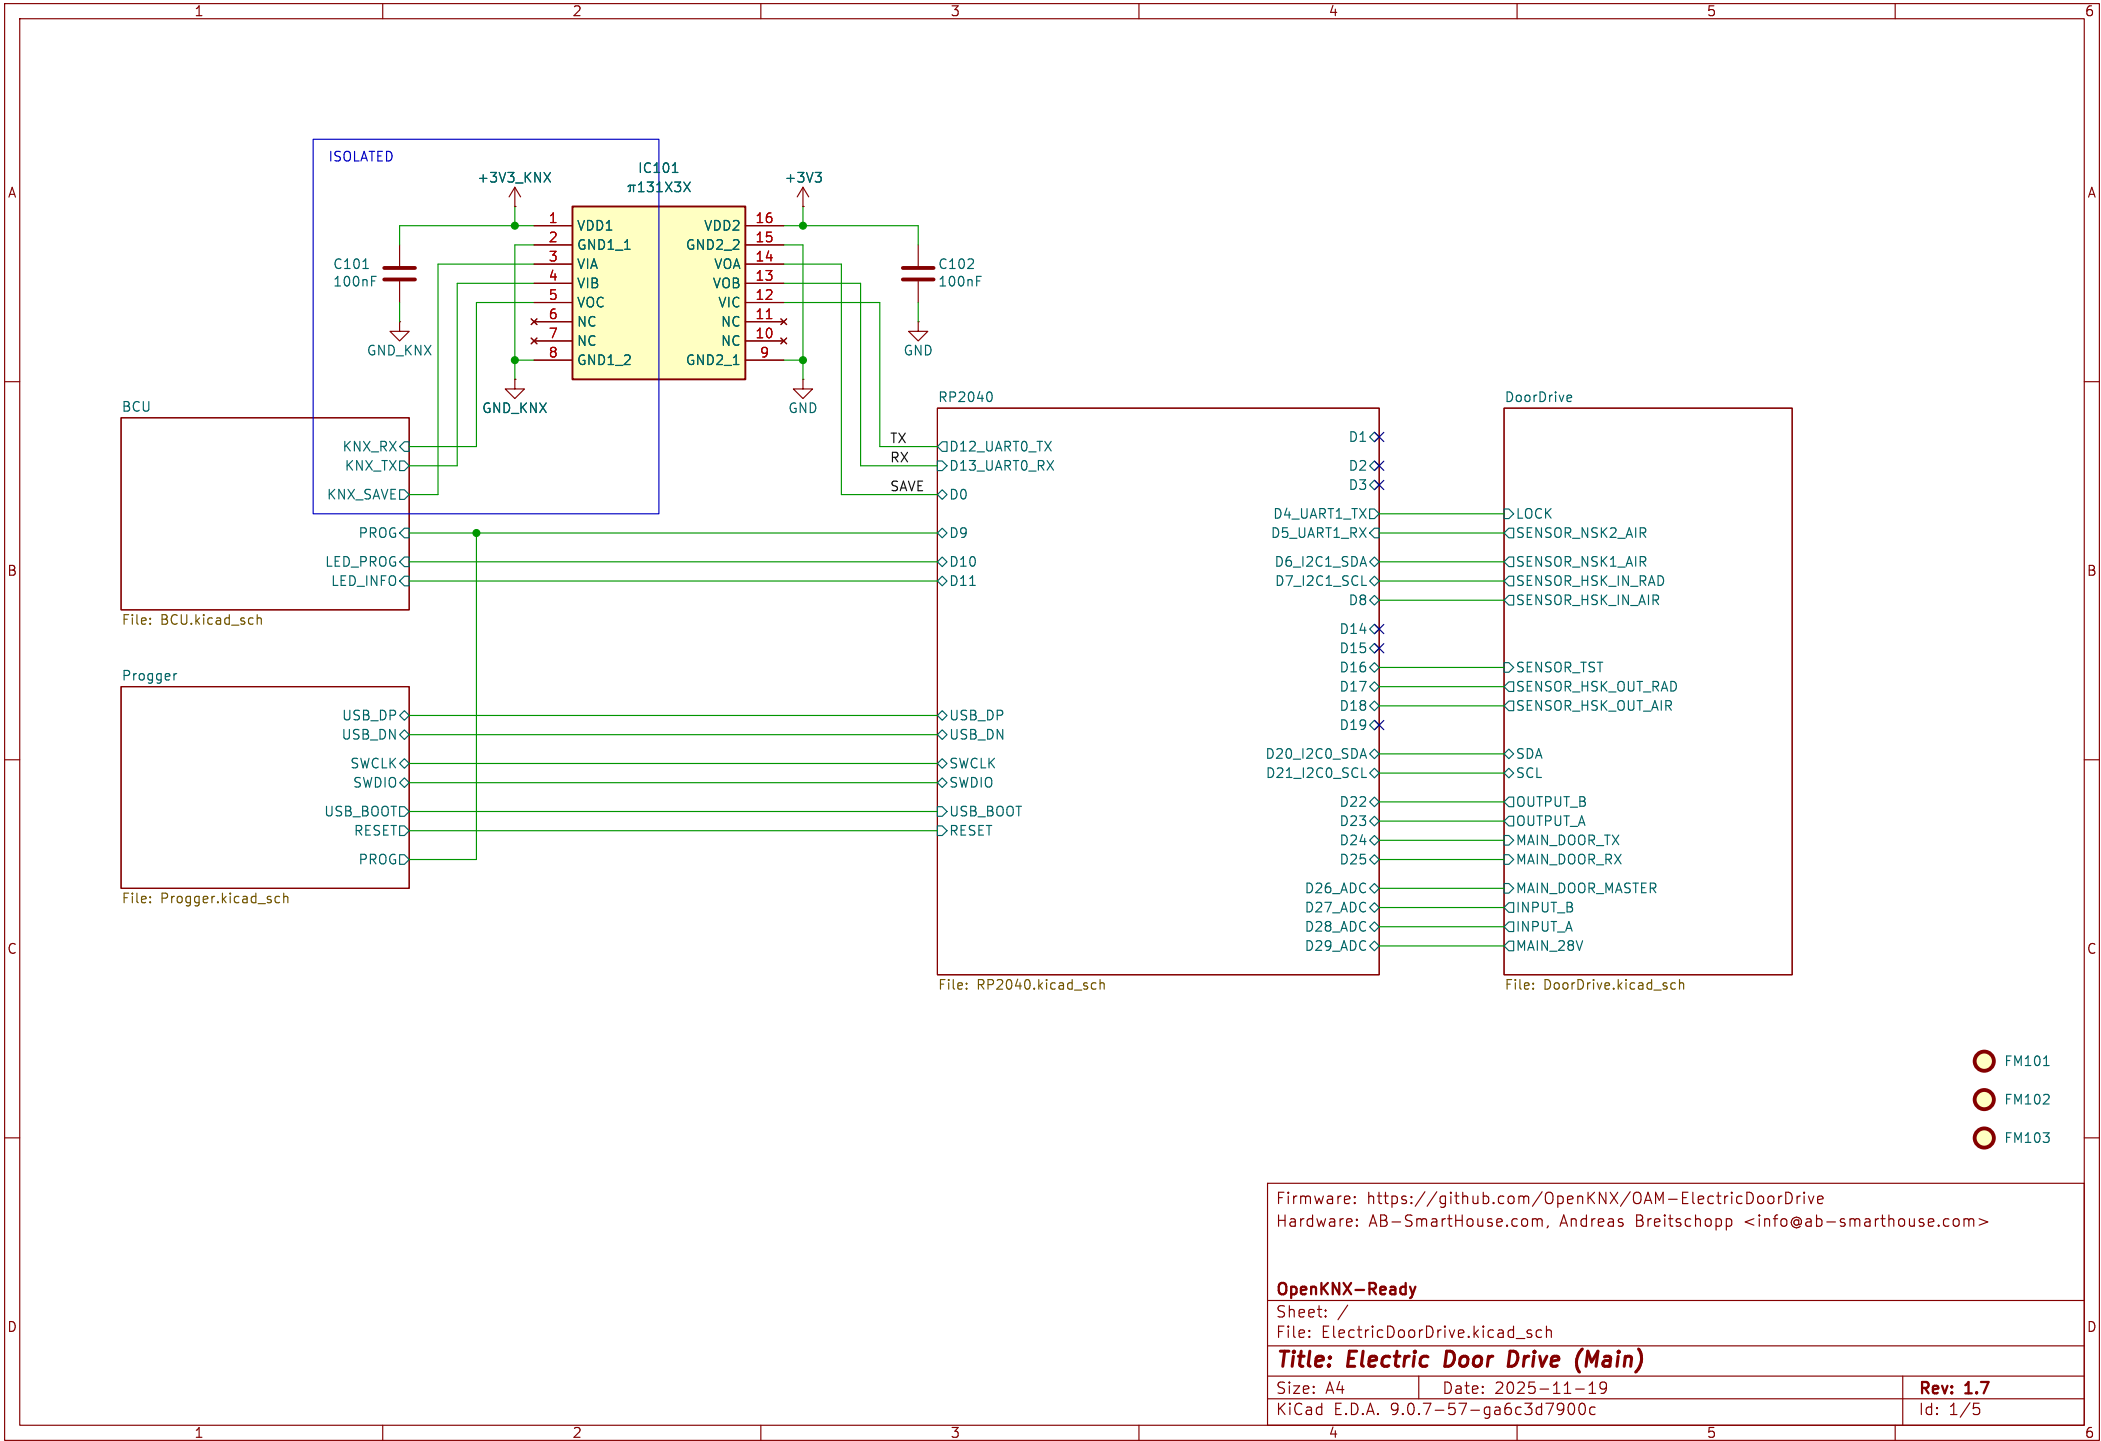 1 2 3 4 5 6
A A
B B
C C
D D
ISOLATED
+3V3_KNX
IC101
π131X3X
+3V3
1 VDD1
2 GND1_1
3 VIA
4 VIB
5 VOC
6 NC
7 NC
8 GND1_2
VDD2 16
GND2_2 15
VOA 14
VOB 13
VIC 12
NC 11
NC 10
GND2_1 9
C101
100nF
GND_KNX
GND_KNX
C102
100nF
GND
GND
BCU
KNX_RX
KNX_TX
KNX_SAVE
PROG
LED_PROG
LED_INFO
File: BCU.kicad_sch
Progger
USB_DP
USB_DN
SWCLK
SWDIO
USB_BOOT
RESET
PROG
File: Progger.kicad_sch
TX
RX
SAVE
RP2040
D12_UART0_TX
D13_UART0_RX
D0
D9
D10
D11
USB_DP
USB_DN
SWCLK
SWDIO
USB_BOOT
RESET
D1
D2
D3
D4_UART1_TX
D5_UART1_RX
D6_I2C1_SDA
D7_I2C1_SCL
D8
D14
D15
D16
D17
D18
D19
D20_I2C0_SDA
D21_I2C0_SCL
D22
D23
D24
D25
D26_ADC
D27_ADC
D28_ADC
D29_ADC
File: RP2040.kicad_sch
DoorDrive
LOCK
SENSOR_NSK2_AIR
SENSOR_NSK1_AIR
SENSOR_HSK_IN_RAD
SENSOR_HSK_IN_AIR
SENSOR_TST
SENSOR_HSK_OUT_RAD
SENSOR_HSK_OUT_AIR
SDA
SCL
OUTPUT_B
OUTPUT_A
MAIN_DOOR_TX
MAIN_DOOR_RX
MAIN_DOOR_MASTER
INPUT_B
INPUT_A
MAIN_28V
File: DoorDrive.kicad_sch
FM101
FM102
FM103
Firmware: https://github.com/OpenKNX/OAM-ElectricDoorDrive
Hardware: AB-SmartHouse.com, Andreas Breitschopp <info@ab-smarthouse.com>
OpenKNX-Ready
Sheet: /
File: ElectricDoorDrive.kicad_sch
Title: Electric Door Drive (Main)
Size: A4 Date: 2025-11-19 Rev: 1.7
KiCad E.D.A. 9.0.7-57-ga6c3d7900c Id: 1/5
1 2 3 4 5 6